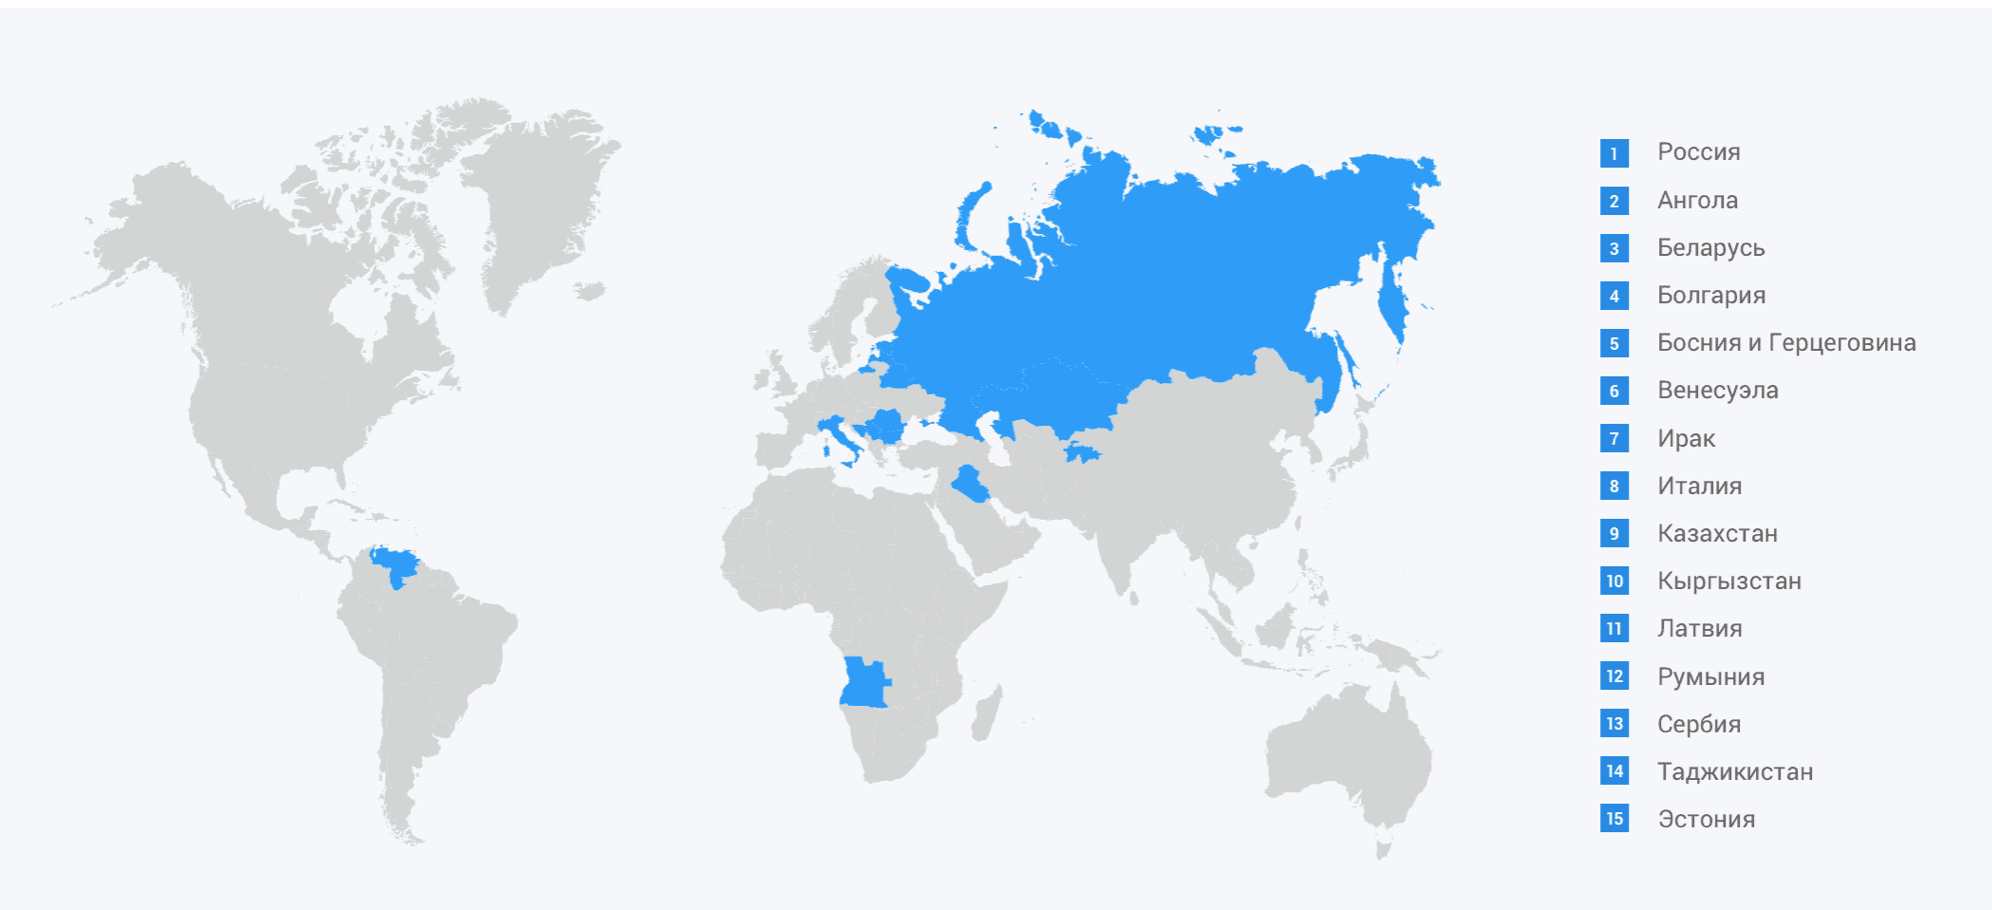 1 Россия
2 Ангола
3 Беларусь
4 Болгария
5 Босния и Герцеговина
6 Венесуэла
7 Ирак
8 Италия
9 Казахстан
10 Кыргызстан
11 Латвия
12 Румыния
13 Сербия
14 Таджикистан
15 Эстония